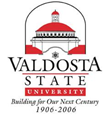 VALDOSTA
STATE
UNIVERSITY
Building for Our Next Century
1906-2006